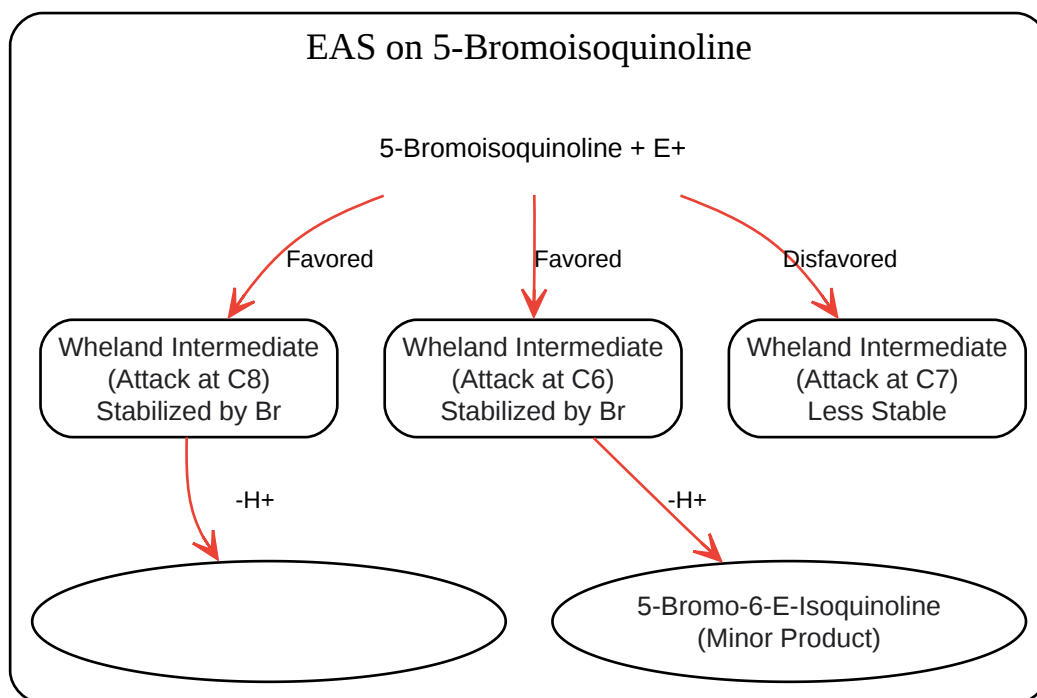 EAS on 5-Bromoisoquinoline
5-Bromoisoquinoline + E+
Favored
Favored
Disfavored
Wheland Intermediate
(Attack at C8)
Stabilized by Br
Wheland Intermediate
(Attack at C6)
Stabilized by Br
Wheland Intermediate
(Attack at C7)
Less Stable
-H+
-H+
5-Bromo-6-E-Isoquinoline
(Minor Product)